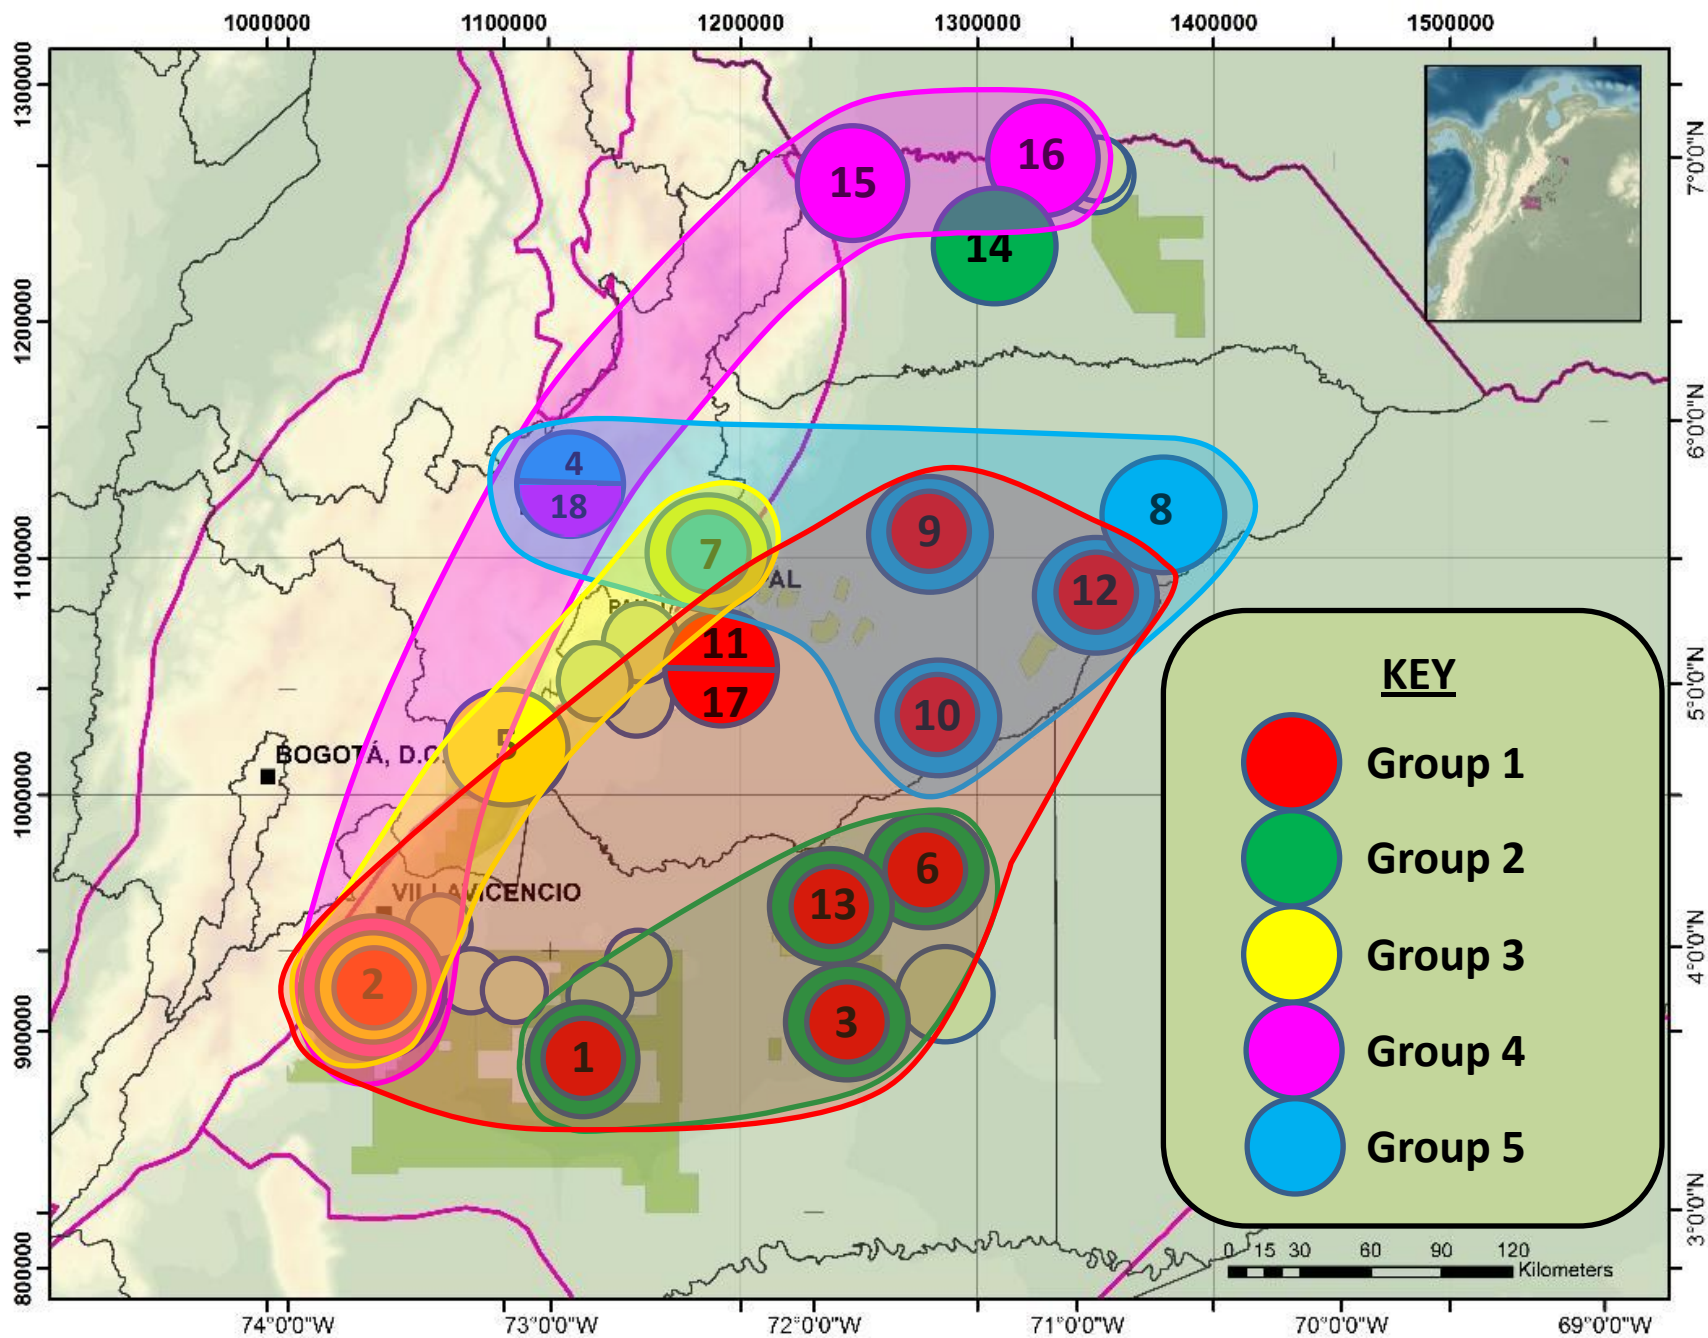 1000000 1100000 1200000 1300000 1400000 1500000
1300000
7°0'0"N
16
15
14
1200000
6°0'0"N
4
18
8
9
7
1100000
12
AL
11
17
5°0'0"N
10
5
BOGOTÁ, D.C.
1000000
6
VILLAVICENCIO
13
4°0'0"N
2
3
900000
1
3°0'0"N
800000
KEY
Group 1
Group 2
Group 3
Group 4
Group 5
0 15 30 60 90 120
Kilometers
74°0'0"W 73°0'0"W 72°0'0"W 71°0'0"W 70°0'0"W 69°0'0"W